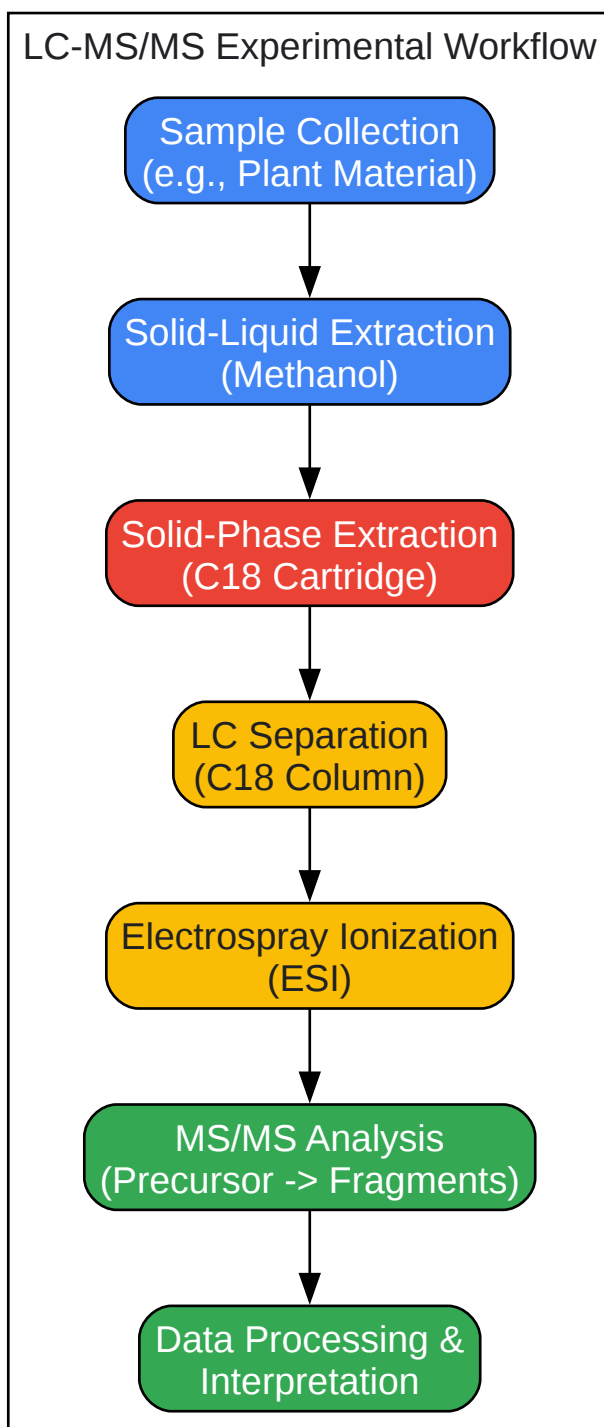 LC-MS/MS Experimental Workflow
Sample Collection
(e.g., Plant Material)
Solid-Liquid Extraction
(Methanol)
Solid-Phase Extraction
(C18 Cartridge)
LC Separation
(C18 Column)
Electrospray Ionization
(ESI)
MS/MS Analysis
(Precursor -> Fragments)
Data Processing &
Interpretation